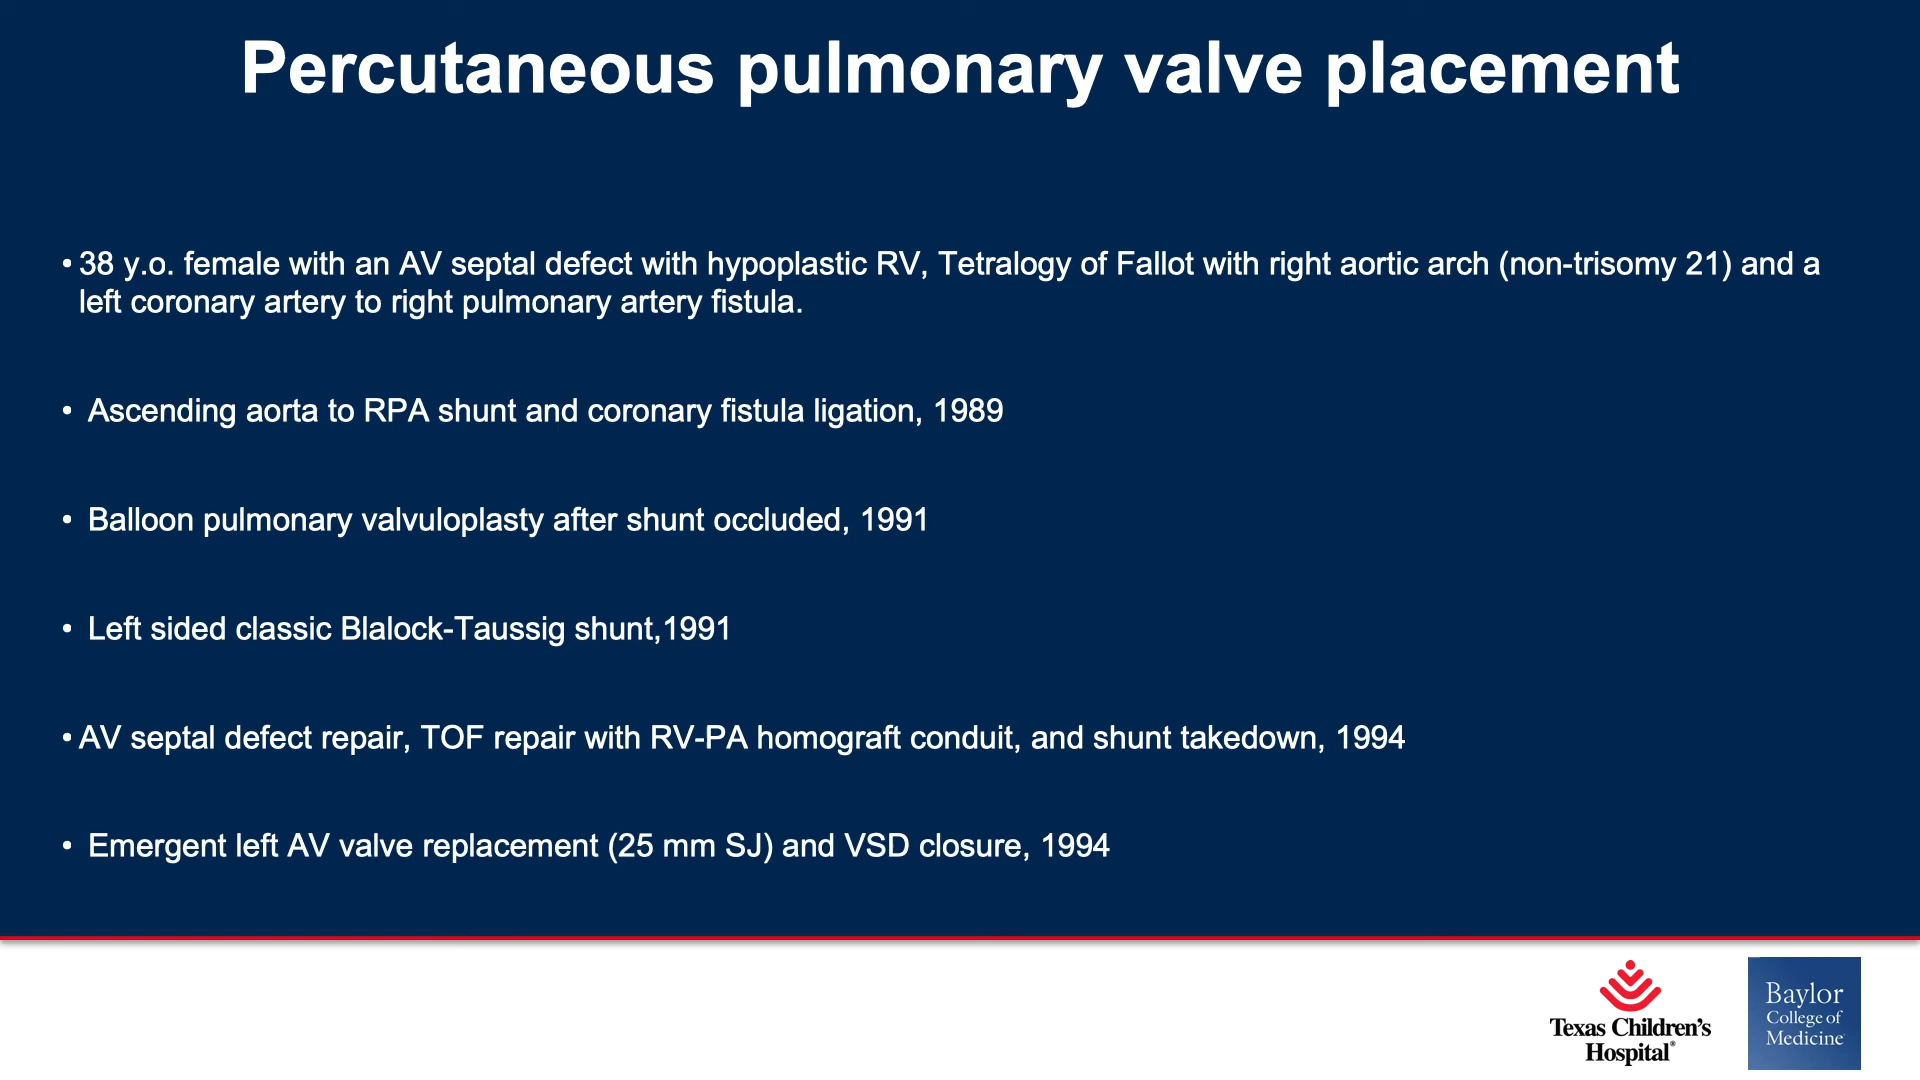 Percutaneous pulmonary valve placement
• 38 y.o. female with an AV septal defect with hypoplastic RV, Tetralogy of Fallot with right aortic arch (non-trisomy 21) and a
left coronary artery to right pulmonary artery fistula.
• Ascending aorta to RPA shunt and coronary fistula ligation, 1989
• Balloon pulmonary valvuloplasty after shunt occluded, 1991
• Left sided classic Blalock-Taussig shunt,1991
• AV septal defect repair, TOF repair with RV-PA homograft conduit, and shunt takedown, 1994
• Emergent left AV valve replacement (25 mm SJ) and VSD closure, 1994
Texas Children's
Hospital®
Baylor
College of
Medicine